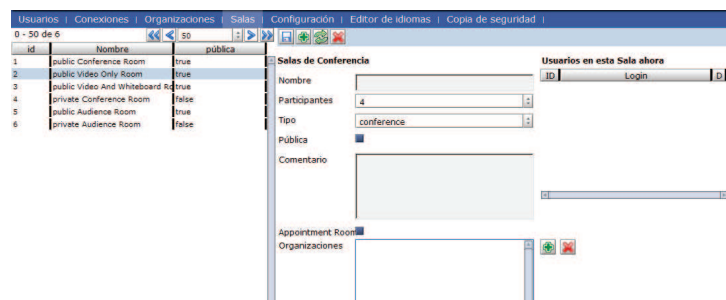 Usuarios | Conexiones | Organizaciones | Salas | Configuración | Editor de idiomas | Copia de seguridad |
0 - 50 de 6 50
id Nombre pública
1 public Conference Room true
2 public Video Only Room true
3 public Video And Whiteboard Ro true
4 private Conference Room false
5 public Audience Room true
6 private Audience Room false
Salas de Conferencia
Nombre
Participantes 4
Tipo conference
Pública
Comentario
Appointment Room
Organizaciones
Usuarios en esta Sala ahora
ID Login D